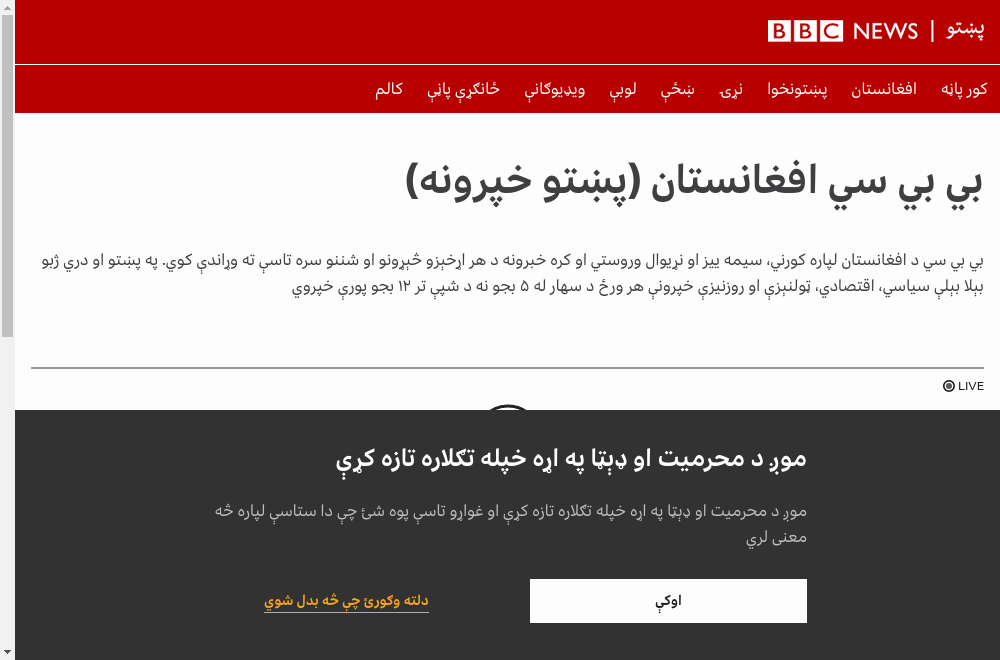 BBC NEWS | پښتو
کور پاڼه افغانستان پښتونخوا نړۍ ښځې لوبې ویډیوګانې ځانګړې پاڼې کالم
بي بي سي افغانستان (پښتو خپرونه)
بي بي سي د افغانستان لپاره کورني، سیمه ییز او نړیوال وروستي او کره خبرونه د هر اړخېزو څېړونو او شننو سره تاسې ته وړاندې کوي. په پښتو او دري ژبو
بېلا بېلې سیاسي، اقتصادي، ټولنېزې او روزنیزې خپرونې هر ورځ د سهار له ۵ بجو نه د شپې تر ۱۲ بجو پورې خپروي
LIVE
موږ د محرمیت او ډېټا په اړه خپله تګلاره تازه کړې
موږ د محرمیت او ډېټا په اړه خپله تګلاره تازه کړې او غواړو تاسې پوه شئ چې دا ستاسې لپاره څه
معنی لري
اوکې
دلته وګورئ چې څه بدل شوي